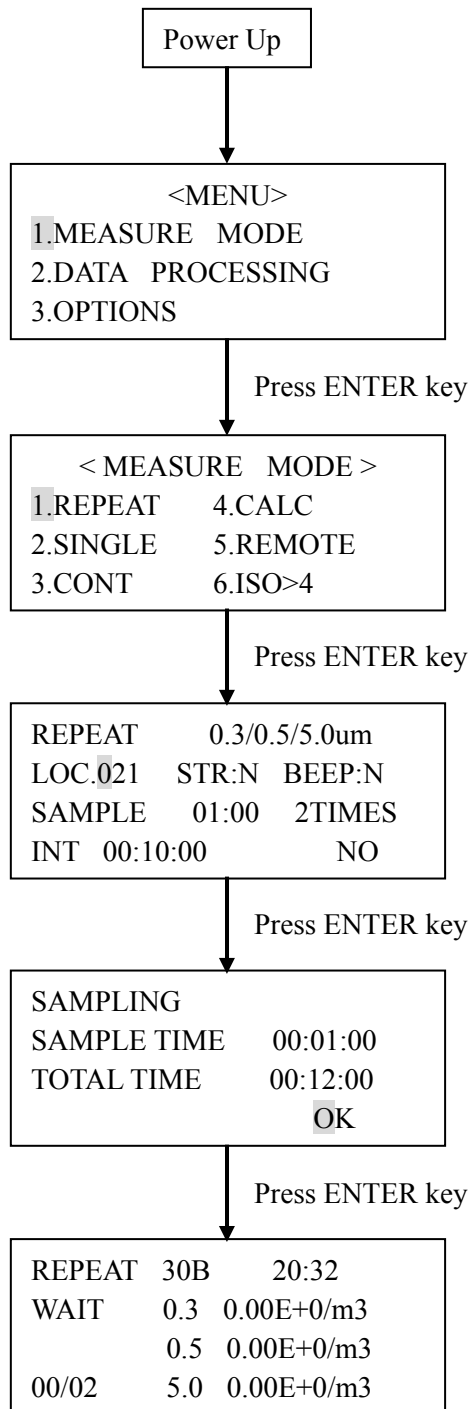 Power Up
<MENU>
1.MEASURE MODE
2.DATA PROCESSING
3.OPTIONS
Press ENTER key
< MEASURE MODE >
1.REPEAT 4.CALC
2.SINGLE 5.REMOTE
3.CONT 6.ISO>4
Press ENTER key
REPEAT 0.3/0.5/5.0um
LOC.021 STR:N BEEP:N
SAMPLE 01:00 2TIMES
INT 00:10:00 NO
Press ENTER key
SAMPLING
SAMPLE TIME 00:01:00
TOTAL TIME 00:12:00
OK
Press ENTER key
REPEAT 30B 20:32
WAIT 0.3 0.00E+0/m3
0.5 0.00E+0/m3
00/02 5.0 0.00E+0/m3